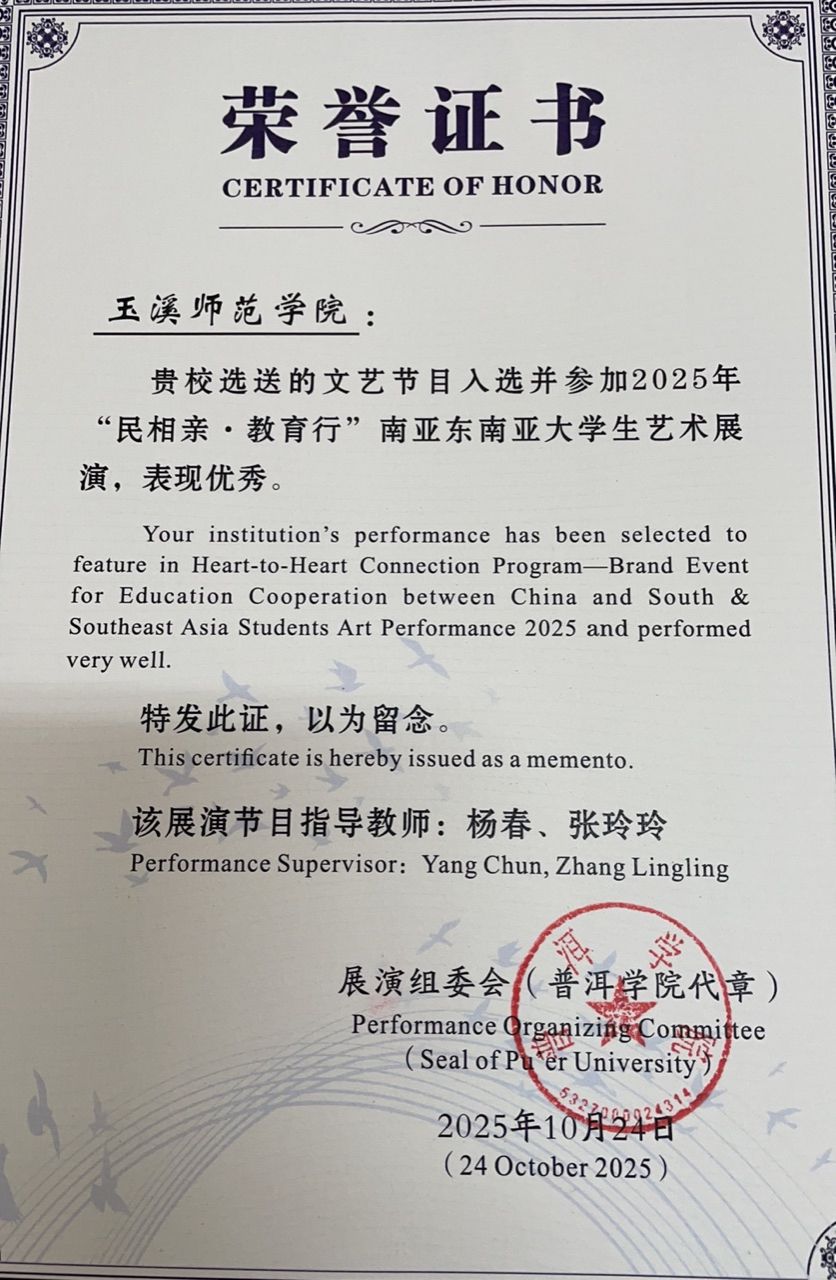 荣誉证书
CERTIFICATE OF HONOR
玉溪师范学院：
贵校选送的文艺节目入选并参加2025年
“民相亲·教育行”南亚东南亚大学生艺术展
演，表现优秀。
Your institution’s performance has been selected to
feature in Heart-to-Heart Connection Program—Brand Event
for Education Cooperation between China and South &
Southeast Asia Students Art Performance 2025 and performed
very well.
特发此证，以为留念。
This certificate is hereby issued as a memento.
该展演节目指导教师：杨春、张玲玲
Performance Supervisor：Yang Chun, Zhang Lingling
展演组委会（普洱学院代章）
Performance Organizing Committee
（Seal of Pu’er University）
普洱学院
5327000024314
2025年10月24日
（24 October 2025）